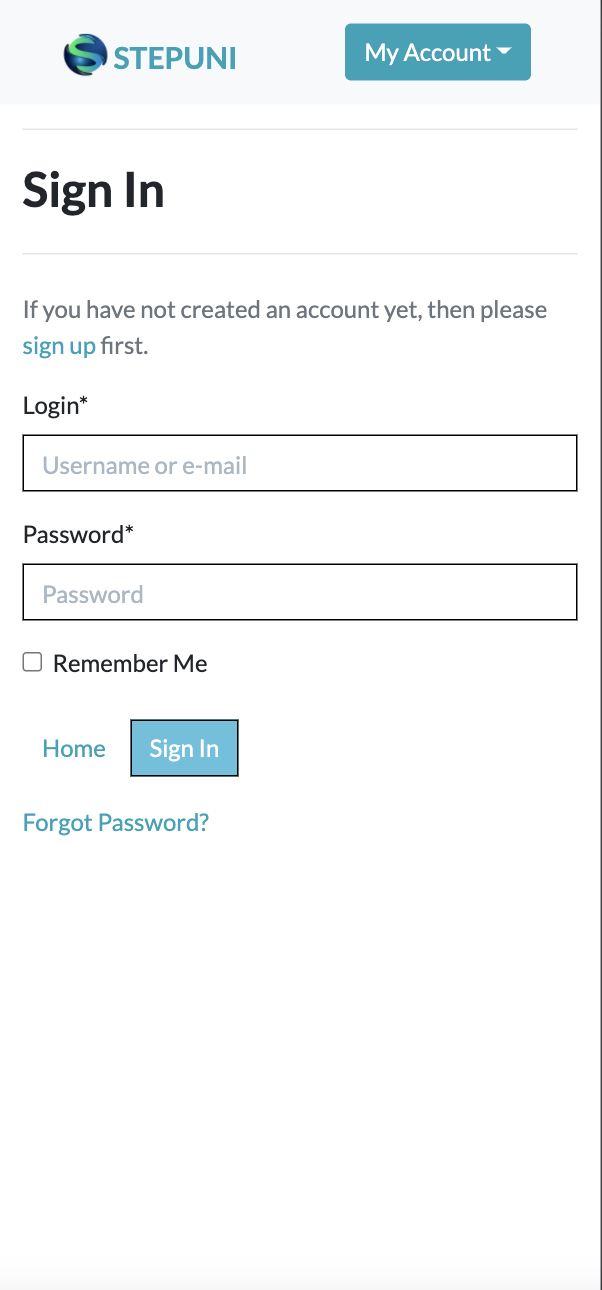 STEPUNI
My Account
Sign In
If you have not created an account yet, then please
sign up first.
Login*
Username or e-mail
Password*
Password
Remember Me
Home Sign In
Forgot Password?